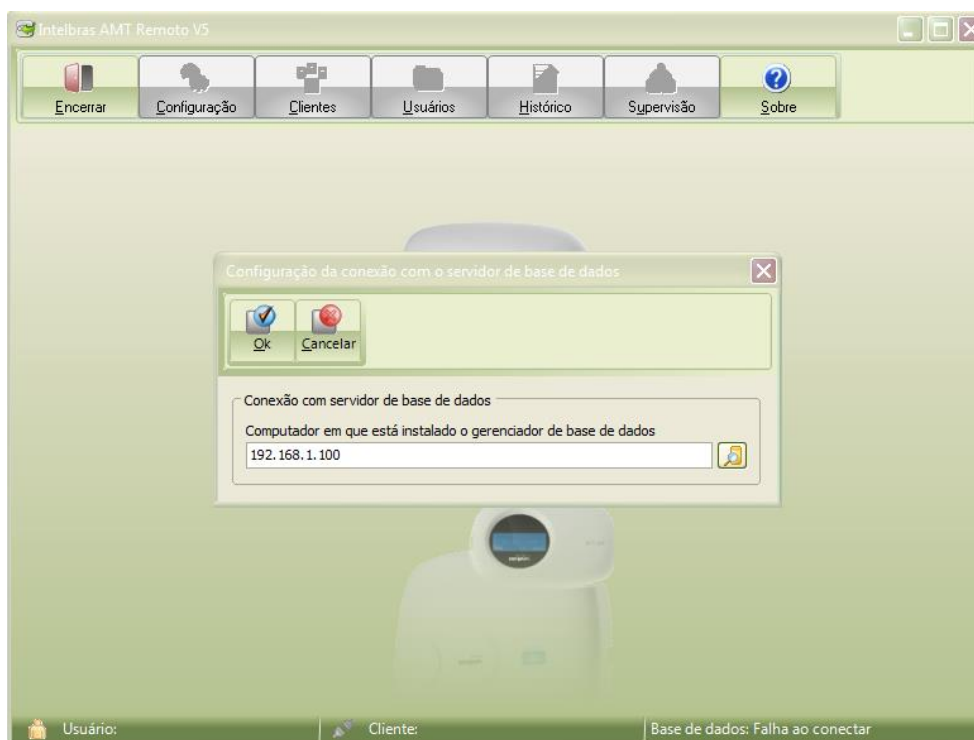 Intelbras AMT Remoto V5
Encerrar Configuração Clientes Usuários Histórico Supervisão Sobre
Configuração da conexão com o servidor de base de dados
Ok Cancelar
Conexão com servidor de base de dados
Computador em que está instalado o gerenciador de base de dados
192.168.1.100
Usuário: Cliente: Base de dados: Falha ao conectar